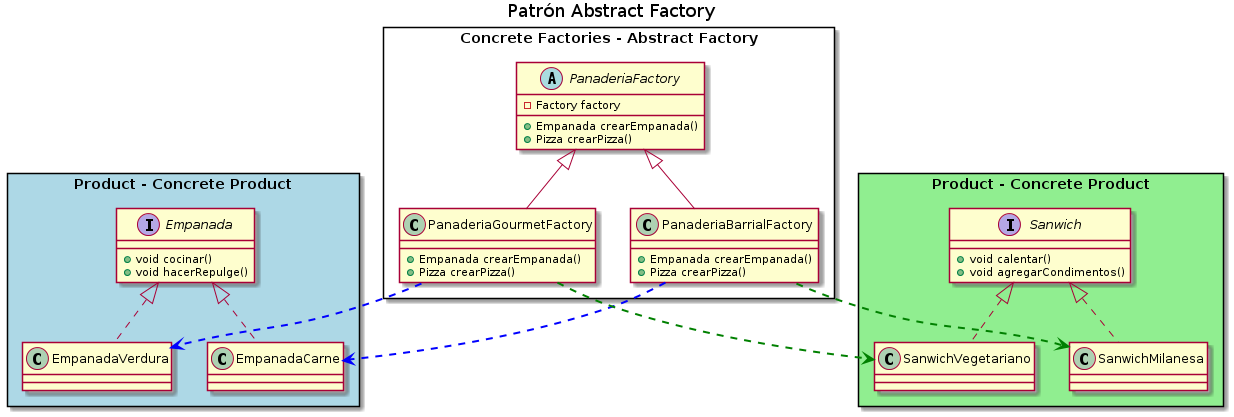 Patrón Abstract Factory
Concrete Factories - Abstract Factory
A PanaderiaFactory
Factory factory
Empanada crearEmpanada()
Pizza crearPizza()
C PanaderiaGourmetFactory
Empanada crearEmpanada()
Pizza crearPizza()
C PanaderiaBarrialFactory
Empanada crearEmpanada()
Pizza crearPizza()
Product - Concrete Product
I Empanada
void cocinar()
void hacerRepulge()
C EmpanadaVerdura
C EmpanadaCarne
Product - Concrete Product
I Sanwich
void calentar()
void agregarCondimentos()
C SanwichVegetariano
C SanwichMilanesa